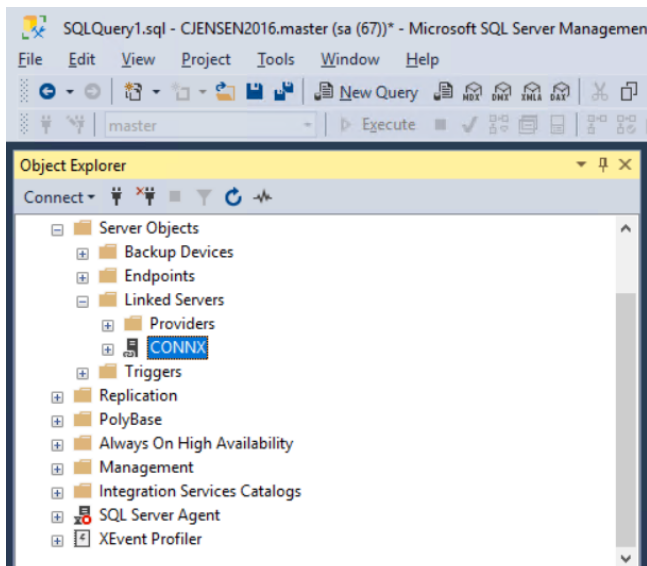 SQLQuery1.sql - CJENSEN2016.master (sa (67))* - Microsoft SQL Server Managemen
File Edit View Project Tools Window Help
New Query MDX DMX XMLA DAX
master Execute
Object Explorer
Connect
Server Objects
Backup Devices
Endpoints
Linked Servers
Providers
CONNX
Triggers
Replication
PolyBase
Always On High Availability
Management
Integration Services Catalogs
SQL Server Agent
XEvent Profiler